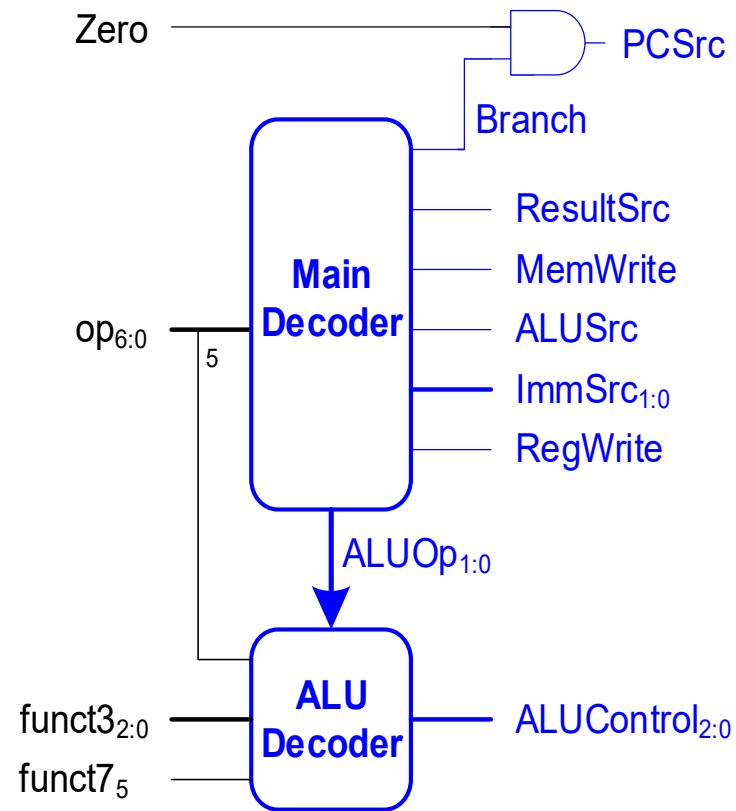 Zero
PCSrc
Branch
ResultSrc
Main
Decoder
MemWrite
op6:0
5
ALUSrc
ImmSrc1:0
RegWrite
ALUOp1:0
ALU
Decoder
funct32:0
ALUControl2:0
funct75